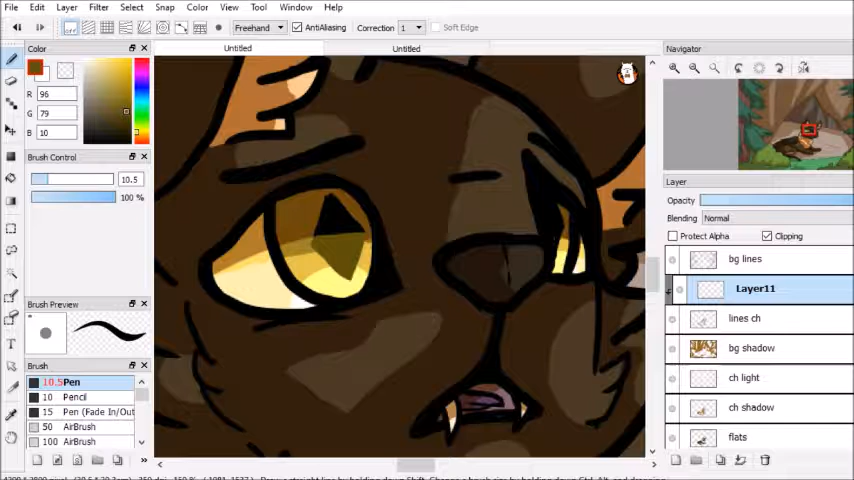 File Edit Layer Filter Select Snap Color View Tool Window Help
Freehand AntiAliasing Correction 1 Soft Edge
Untitled Untitled
Color
R 96
G 79
B 10
Brush Control
10.5
100 %
Brush Preview
Brush
10.5 Pen
10 Pencil
15 Pen (Fade In/Out
50 AirBrush
100 AirBrush
Navigator
Layer
Opacity
Blending Normal
Protect Alpha Clipping
bg lines
Layer11
lines ch
bg shadow
ch light
ch shadow
flats